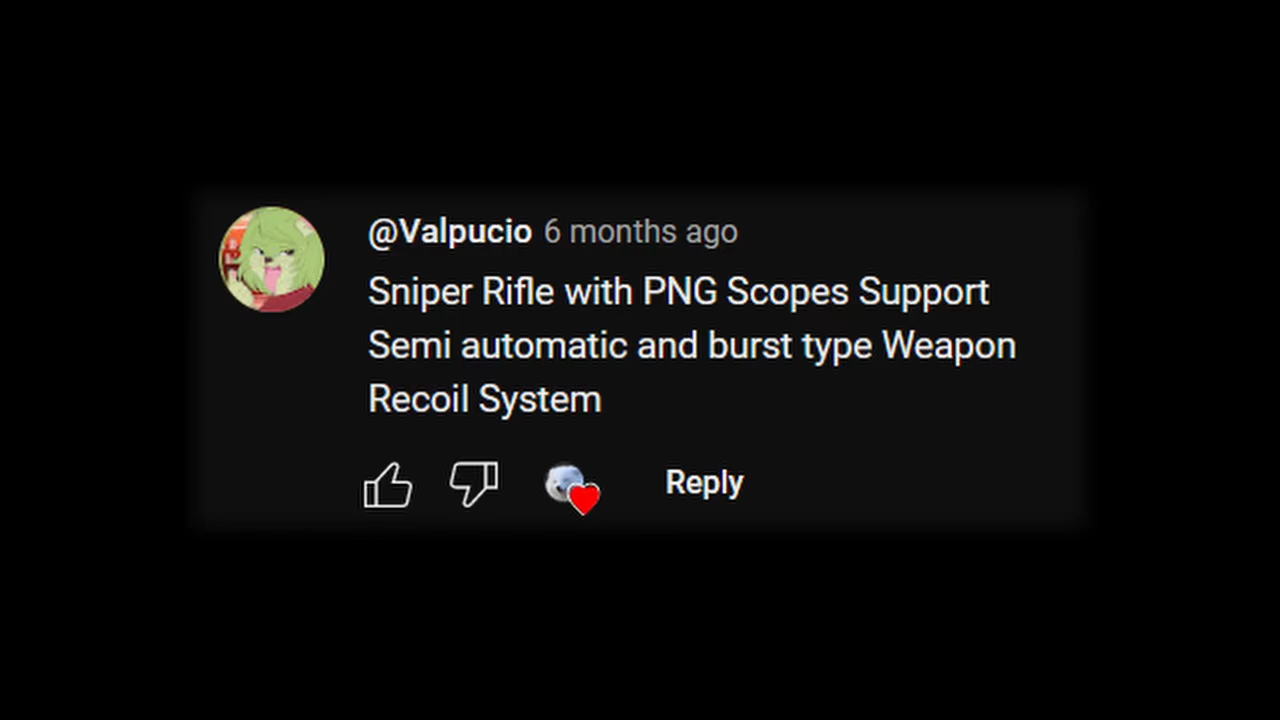 @Valpucio 6 months ago
Sniper Rifle with PNG Scopes Support
Semi automatic and burst type Weapon
Recoil System
Reply